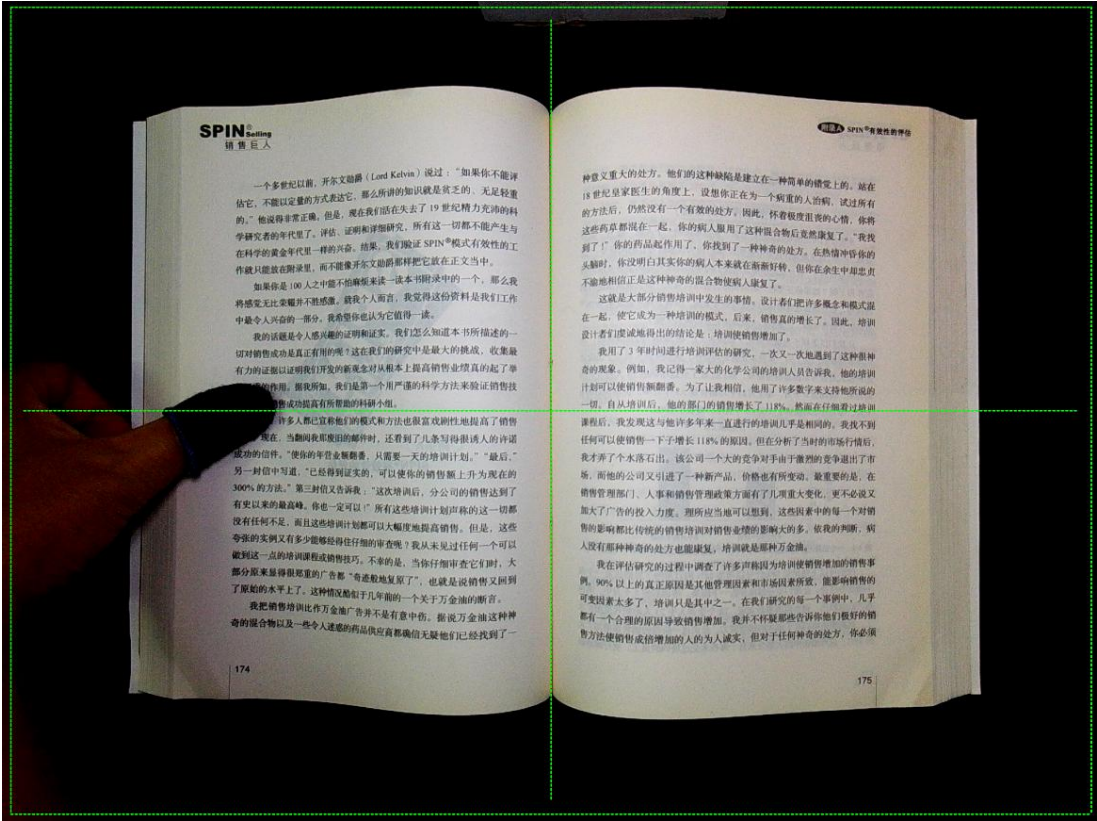 SPIN® Selling
销售巨人
一个多世纪以前，开尔文勋爵（Lord Kelvin）说过：“如果你不能评
估它，不能以定量的方式表达它，那么所讲的知识就是贫乏的、无足轻重
的。”他说得非常正确。但是，现在我们活在失去了19世纪精力充沛的科
学研究者的年代里了。评估、证明和详细研究，所有这一切都不能产生与
在科学的黄金年代里一样的兴奋。结果，我们验证SPIN®模式有效性的工
作就只能放在附录里，而不能像开尔文勋爵那样把它放在正文当中。
如果你是100人之中能不怕麻烦来读一读本书附录中的一个，那么我
将感觉无比荣耀并不胜感激。就我个人而言，我觉得这份资料是我们工作
中最令人兴奋的一部分。我希望你也认为它值得一读。
我的话题是令人感兴趣的证明和证实。我们怎么知道本书所描述的一
切对销售成功是真正有用的呢？这在我们的研究中是最大的挑战，收集最
有力的证据以证明我们开发的新观念对从根本上提高销售业绩真的起了举
的作用。据我所知，我们是第一个用严谨的科学方法来验证销售技
售成功提高有所帮助的科研小组。
许多人都已宣称他们的模式和方法也很富戏剧性地提高了销售
现在，当翻阅我那废旧的邮件时，还看到了几条写得很诱人的许诺
成功的信件。“使你的年营业额翻番，只需要一天的培训计划。”“最后，”
另一封信中写道，“已经得到证实的，可以使你的销售额上升为现在的
300%的方法。”第三封信又告诉我：“这次培训后，分公司的销售达到了
有史以来的最高峰。你也一定可以！”所有这些培训计划声称的这一切都
没有任何不足，而且这些培训计划都可以大幅度地提高销售。但是，这些
夸张的实例又有多少能够经得住仔细的审查呢？我从未见过任何一个可以
做到这一点的培训课程或销售技巧。不幸的是，当你仔细审查它们时，大
部分原来显得很郑重的广告都“奇迹般地复原了”，也就是说销售又回到
了原始的水平上了，这种情况酷似于几年前的一个关于万金油的断言。
我把销售培训比作万金油广告并不是有意中伤。据说万金油这种神
奇的混合物以及一些令人迷惑的药品供应商都确信无疑他们已经找到了一
174
附录A SPIN®有效性的评估
种意义重大的处方。他们的这种缺陷是建立在一种简单的错觉上的。站在
18世纪皇家医生的角度上，设想你正在为一个病重的人治病，试过所有
的方法后，仍然没有一个有效的处方。因此，怀着极度沮丧的心情，你将
这些药草都混在一起，你的病人服用了这种混合物后竟然康复了。“我找
到了！”你的药品起作用了，你找到了一种神奇的处方。在热情冲昏你的
头脑时，你没明白其实你的病人本来就在渐渐好转，但你在余生中却忠贞
不渝地相信正是这种神奇的混合物使病人康复了。
这就是大部分销售培训中发生的事情。设计者们把许多概念和模式混
在一起，使它成为一种培训的模式，后来，销售真的增长了。因此，培训
设计者们虔诚地得出的结论是：培训使销售增加了。
我用了3年时间进行培训评估的研究，一次又一次地遇到了这种很神
奇的现象。例如，我记得一家大的化学公司的培训人员告诉我，他的培训
计划可以使销售额翻番。为了让我相信，他用了许多数字来支持他所说的
一切。自从培训后，他的部门的销售增长了118%。然而在仔细看过培训
课程后，我发现这与他许多年来一直进行的培训几乎是相同的。我找不到
任何可以使销售一下子增长118%的原因。但在分析了当时的市场行情后，
我才弄了个水落石出。该公司一个大的竞争对手由于激烈的竞争退出了市
场，而他的公司又引进了一种新产品，价格也有所变动。最重要的是，在
销售管理部门，人事和销售管理政策方面有了几项重大变化，更不必说又
加大了广告的投入力度。理所应当地可以想到，这些因素中的每一个对销
售的影响都比传统的销售培训对销售业绩的影响大的多。依我的判断，病
人没有那种神奇的处方也能康复，培训就是那种万金油。
我在评估研究的过程中调查了许多声称因为培训使销售增加的销售事
例。90%以上的真正原因是其他管理因素和市场因素所致，能影响销售的
可变因素太多了，培训只是其中之一。在我们研究的每一个事例中，几乎
都有一个合理的原因导致销售增加。我并不怀疑那些告诉你他们极好的销
售方法使销售成倍增加的人的为人诚实，但对于任何神奇的处方，你必须
175